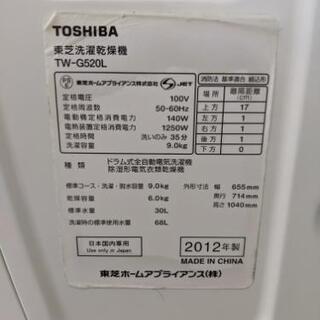 TOSHIBA
東芝洗濯乾燥機
TW-G520L
東芝ホームアプライアンス株式会社 JET
定格電圧 100V
定格周波数 50-60Hz
電動機定格消費電力 140W
電熱装置定格消費電力 1250W
定格時間 洗いのみ 35分
洗濯容量 9.0kg
消防法 基準適合 組込形
場所 離隔距離(cm)
上方 17
左方 1
右方 1
後方 1
下方 0
種類 ドラム式全自動電気洗濯機
除湿形電気衣類乾燥機
標準コース・洗濯・脱水容量 9.0kg
乾燥容量 6.0kg
標準水量 30L
洗濯時の標準使用水量 68L
外形寸法 幅 655mm
奥行 714mm
高さ 1040mm
日本国内専用
Use only in Japan
2012年製
MADE IN CHINA
東芝ホームアプライアンス(株)